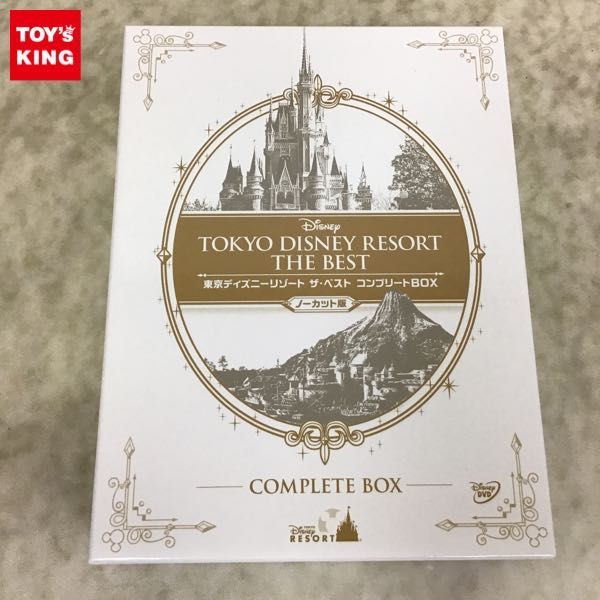 TOY'S
KING
Disney
TOKYO DISNEY RESORT
THE BEST
東京ディズニーリゾート ザ・ベスト コンプリートBOX
ノーカット版
COMPLETE BOX
Disney
DVD
TOKYO
Disney
RESORT